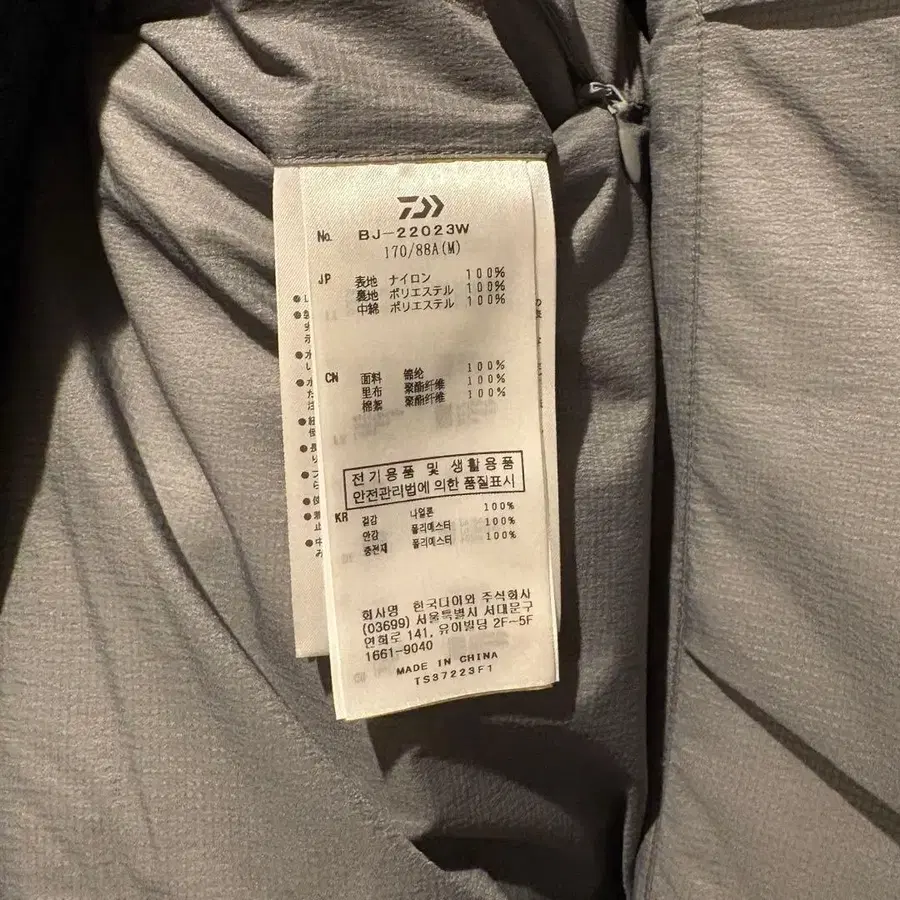 No. BJ-22023W
170/88A(M)
JP 表地 ナイロン 100%
裏地 ポリエステル 100%
中綿 ポリエステル 100%
CN 面料 锦纶 100%
里布 聚酯纤维 100%
棉絮 聚酯纤维 100%
전기용품 및 생활용품
안전관리법에 의한 품질표시
KR 겉감 나일론 100%
안감 폴리에스터 100%
충전재 폴리에스터 100%
회사명 한국다이와 주식회사
(03699) 서울특별시 서대문구
연희로 141, 유이빌딩 2F~5F
1661-9040
MADE IN CHINA
TS37223F1